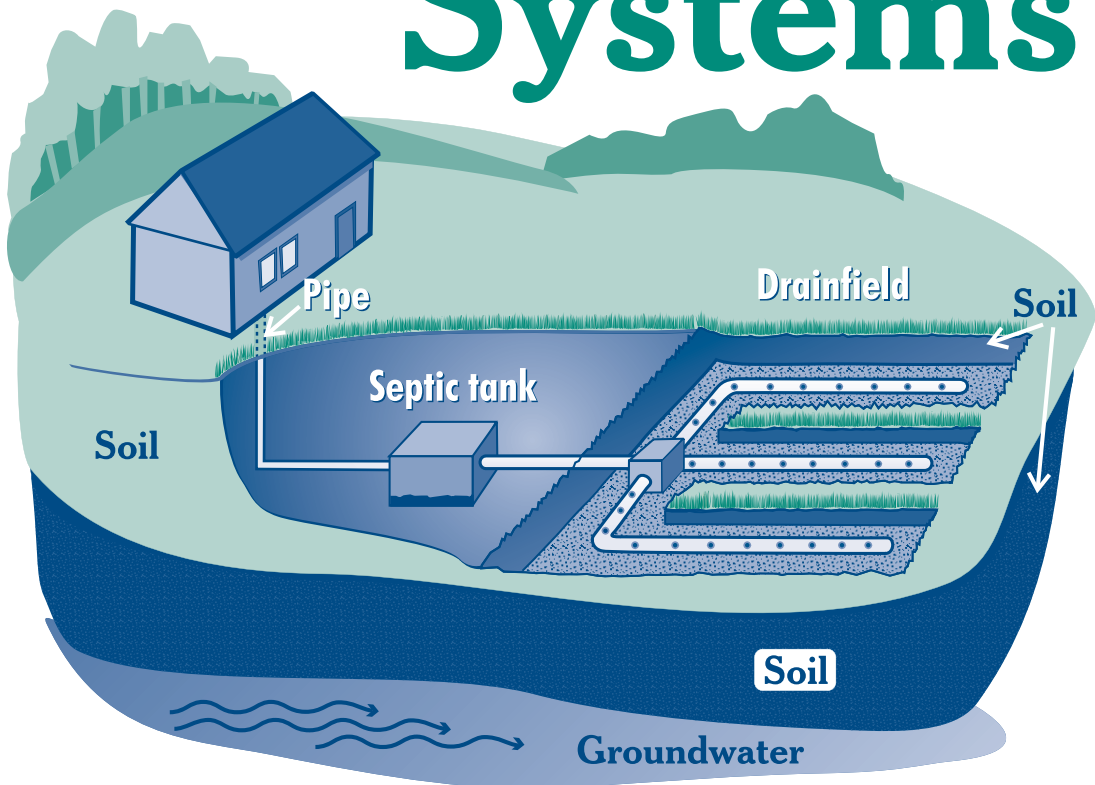 Systems
Pipe
Drainfield
Soil
Septic tank
Soil
Soil
Groundwater